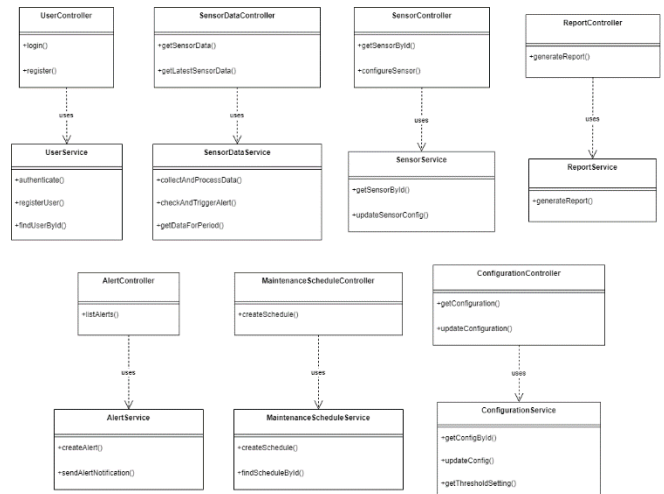 UserController
+login()
+register()
uses
UserService
+authenticate()
+registerUser()
+findUserById()
SensorDataController
+getSensorData()
+getLatestSensorData()
uses
SensorDataService
+collectAndProcessData()
+checkAndTriggerAlert()
+getDataForPeriod()
SensorController
+getSensorById()
+configureSensor()
uses
SensorService
+getSensorById()
+updateSensorConfig()
ReportController
+generateReport()
uses
ReportService
+generateReport()
AlertController
+listAlerts()
uses
AlertService
+createAlert()
+sendAlertNotification()
MaintenanceScheduleController
+createSchedule()
uses
MaintenanceScheduleService
+createSchedule()
+findScheduleById()
ConfigurationController
+getConfiguration()
+updateConfiguration()
uses
ConfigurationService
+getConfigById()
+updateConfig()
+getThresholdSetting()